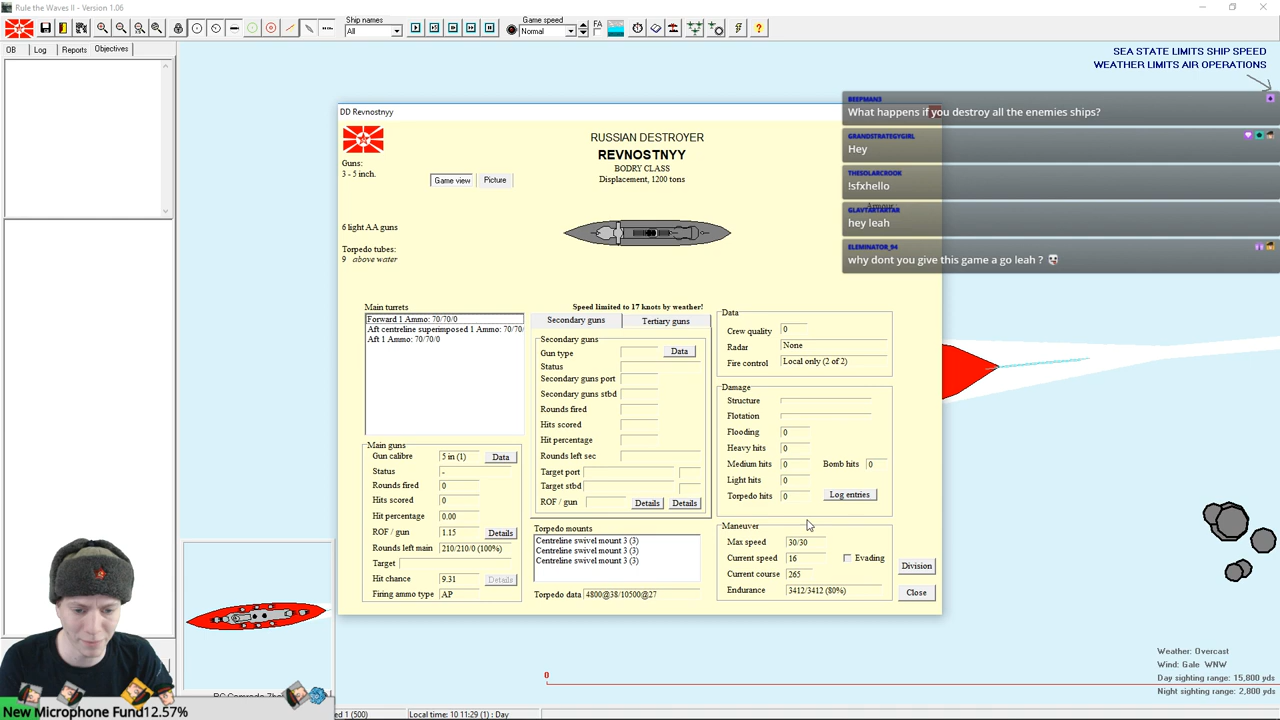 Rule the Waves II - Version 1.06
Ship names
All
Game speed
Normal
FA
OB
Log
Reports
Objectives
SEA STATE LIMITS SHIP SPEED
WEATHER LIMITS AIR OPERATIONS
BEEPMAN3
What happens if you destroy all the enemies ships?
GRANDSTRATEGYGIRL
Hey
THESOLARCROOK
!sfxhello
GLAVTARTARTAR
hey leah
ELEMINATOR_94
why dont you give this game a go leah ?
DD Revnostnyy
RUSSIAN DESTROYER
REVNOSTNYY
BODRY CLASS
Displacement, 1200 tons
Guns:
3 - 5 inch.
Game view
Picture
6 light AA guns
Torpedo tubes:
9 above water
Armour
Main turrets
Forward 1 Ammo: 70/70/0
Aft centreline superimposed 1 Ammo: 70/70/
Aft 1 Ammo: 70/70/0
Speed limited to 17 knots by weather!
Secondary guns
Tertiary guns
Secondary guns
Gun type
Data
Status
Secondary guns port
Secondary guns stbd
Rounds fired
Hits scored
Hit percentage
Rounds left sec
Target port
Target stbd
ROF / gun
Details
Details
Data
Crew quality 0
Radar None
Fire control Local only (2 of 2)
Damage
Structure
Flotation
Flooding 0
Heavy hits 0
Medium hits 0 Bomb hits 0
Light hits 0
Torpedo hits 0
Log entries
Main guns
Gun calibre 5 in (1)
Data
Status -
Rounds fired 0
Hits scored 0
Hit percentage 0.00
ROF / gun 1.15
Details
Rounds left main 210/210/0 (100%)
Target
Hit chance 9.31
Details
Firing ammo type AP
Torpedo mounts
Centreline swivel mount 3 (3)
Centreline swivel mount 3 (3)
Centreline swivel mount 3 (3)
Torpedo data 4800@38/10500@27
Maneuver
Max speed 30/30
Current speed 16
Evading
Current course 265
Endurance 3412/3412 (80%)
Division
Close
0
Weather: Overcast
Wind: Gale WNW
Day sighting range: 15,800 yds
Night sighting range: 2,800 yds
New Microphone Fund12.57%
ed 1 (500)
Local time: 10 11:29 (1) : Day